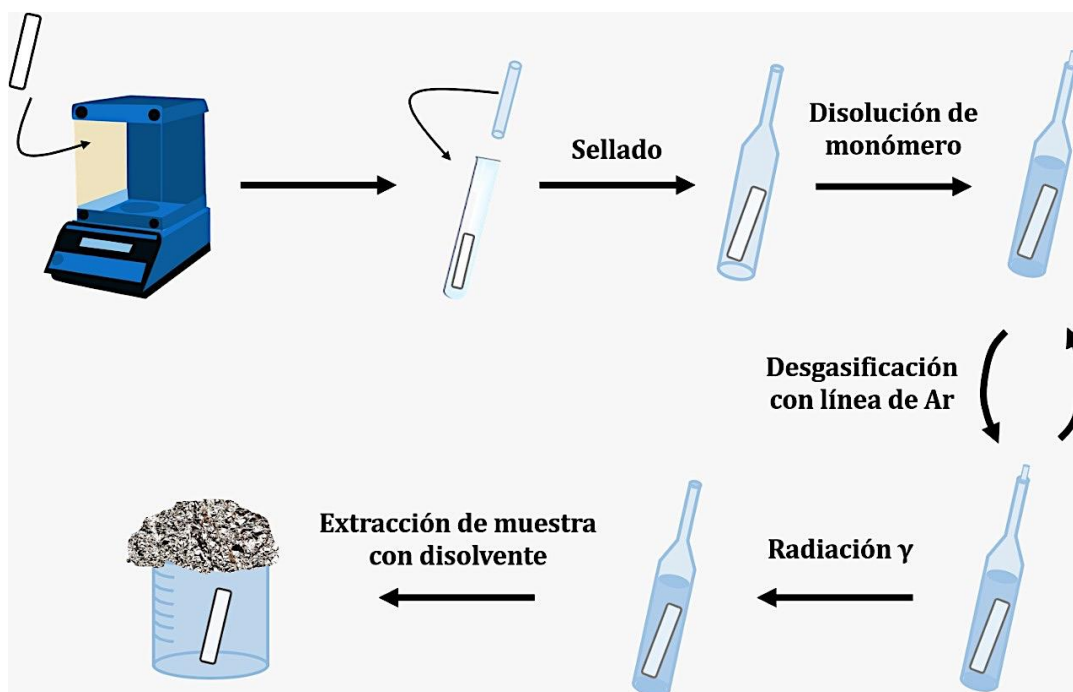 Sellado
Disolución de
monómero
Desgasificación
con línea de Ar
Radiación γ
Extracción de muestra
con disolvente